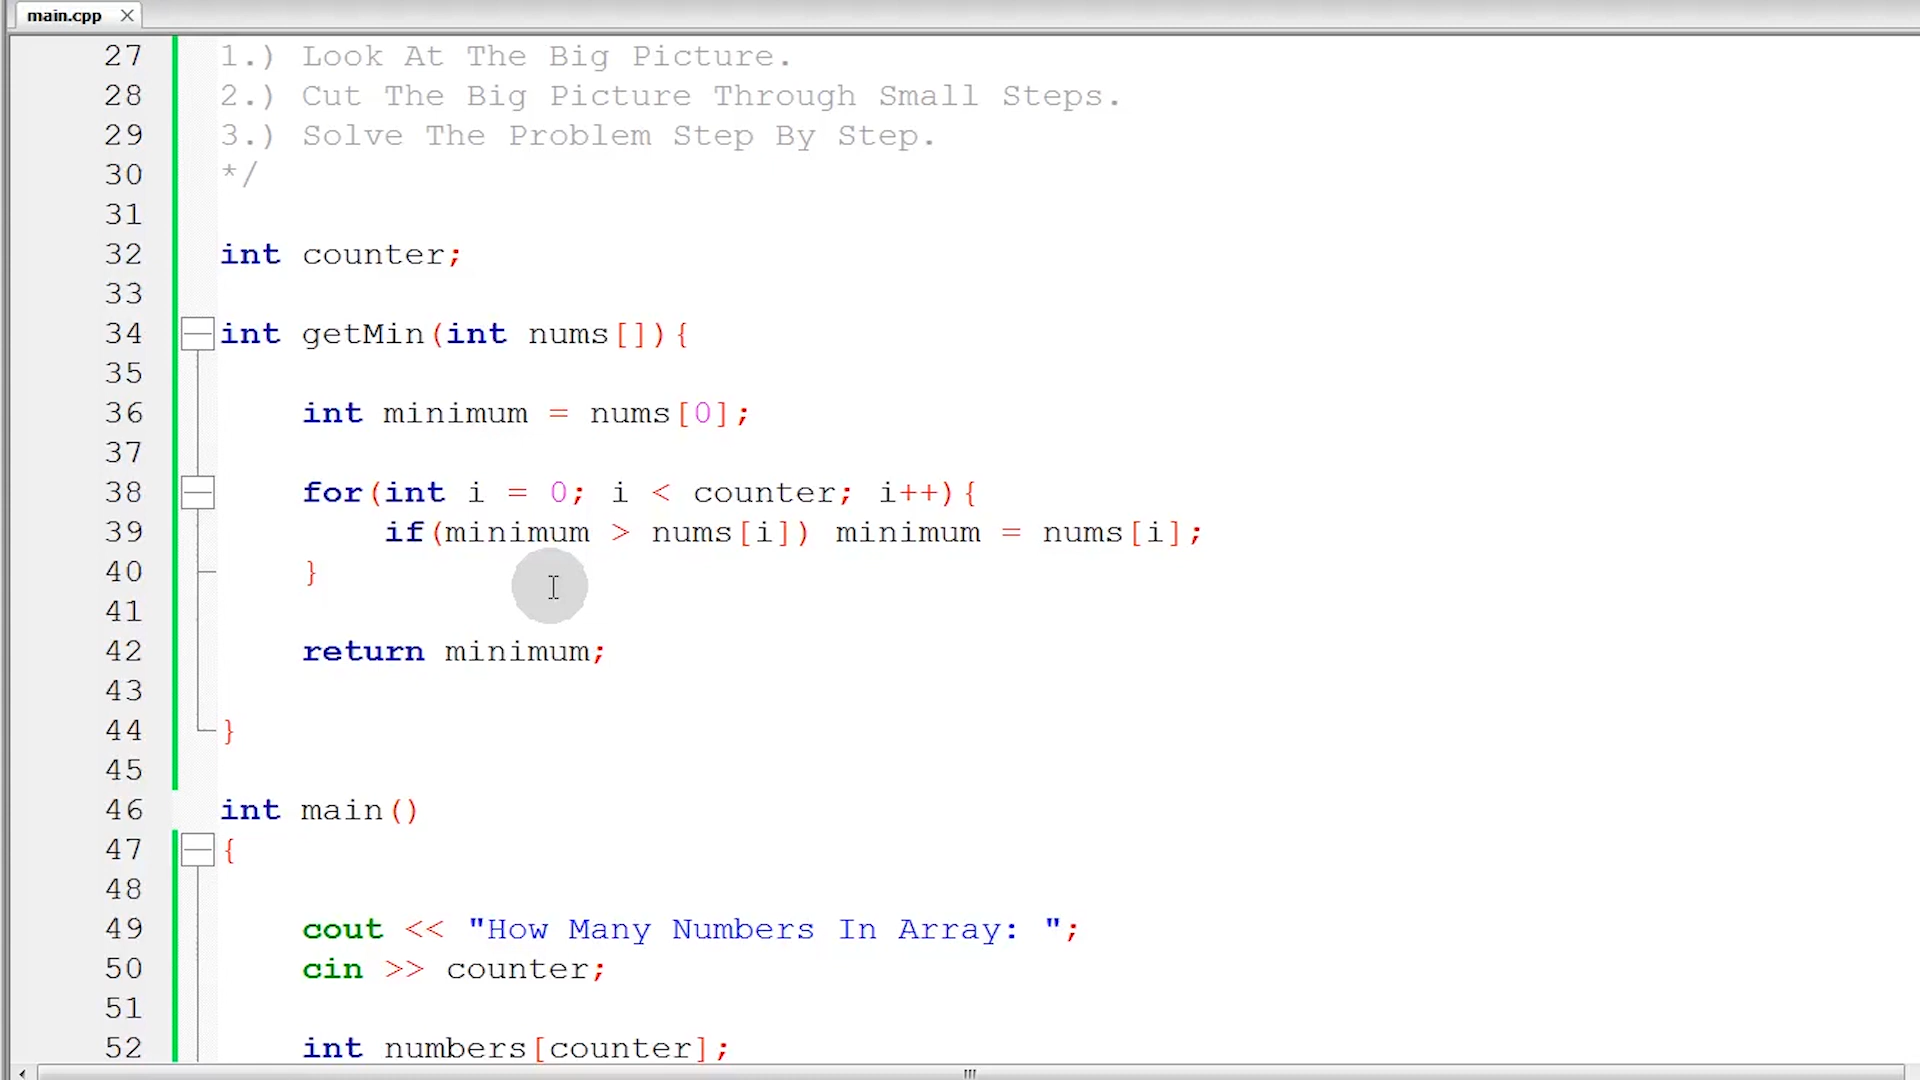 main.cpp
27 1.) Look At The Big Picture.
28 2.) Cut The Big Picture Through Small Steps.
29 3.) Solve The Problem Step By Step.
30 */
31
32 int counter;
33
34 int getMin(int nums[]){
35
36 int minimum = nums[0];
37
38 for(int i = 0; i < counter; i++){
39 if(minimum > nums[i]) minimum = nums[i];
40 }
41
42 return minimum;
43
44 }
45
46 int main()
47 {
48
49 cout << "How Many Numbers In Array: ";
50 cin >> counter;
51
52 int numbers[counter];